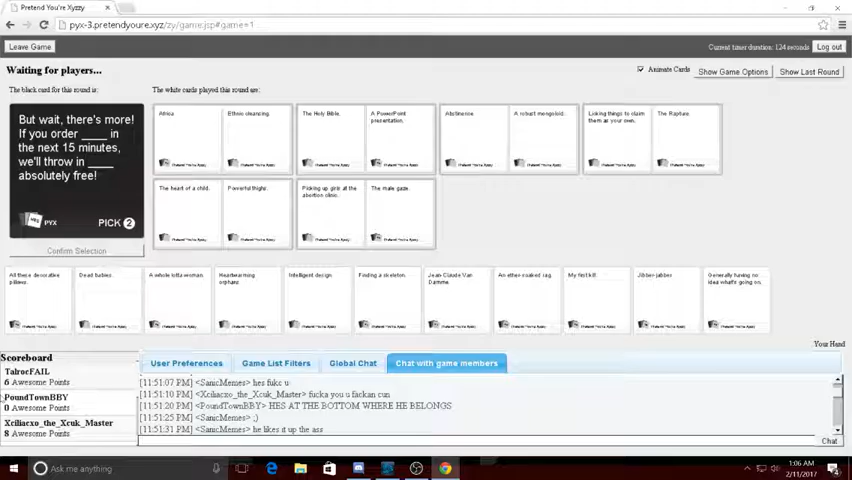 Pretend You're Xyzzy
pyx-3.pretendyoure.xyz/zy/game.jsp#game=1
Leave Game
Current timer duration: 124 seconds
Log out
Waiting for players...
Animate Cards
Show Game Options
Show Last Round
The black card for this round is:
The white cards played this round are:
But wait, there's more!
If you order ____ in
the next 15 minutes,
we'll throw in ____
absolutely free!
PYX
PICK 2
Confirm Selection
Africa
Ethnic cleansing.
The Holy Bible.
A PowerPoint
presentation.
Abstinence.
A robust mongoloid.
Linking things to claim
them as your own.
The Rapture
The heart of a child.
Powerful thighs.
Picking up girls at the
abortion clinic.
The male gaze.
All these decorative
pillows.
Dead babies.
A whole lotta woman.
Heartwarming
orphans.
Intelligent design.
Finding a skeleton.
Jean-Claude Van
Damme.
An ether-soaked rag.
My first kill.
Jibber-jabber.
Generally having no
idea what's going on.
Your Hand
Scoreboard
TalrocFAIL
6 Awesome Points
PoundTownBBY
0 Awesome Points
Xciliacxo_the_Xcuk_Master
8 Awesome Points
User Preferences
Game List Filters
Global Chat
Chat with game members
[11:51:07 PM] <SanicMemes> hes fukc u
[11:51:10 PM] <Xciliacxo_the_Xcuk_Master> fucka you u fackan cun
[11:51:20 PM] <PoundTownBBY> HES AT THE BOTTOM WHERE HE BELONGS
[11:51:25 PM] <SanicMemes> ;)
[11:51:31 PM] <SanicMemes> he likes it up the ass
Chat
Ask me anything
1:06 AM
2/11/2017